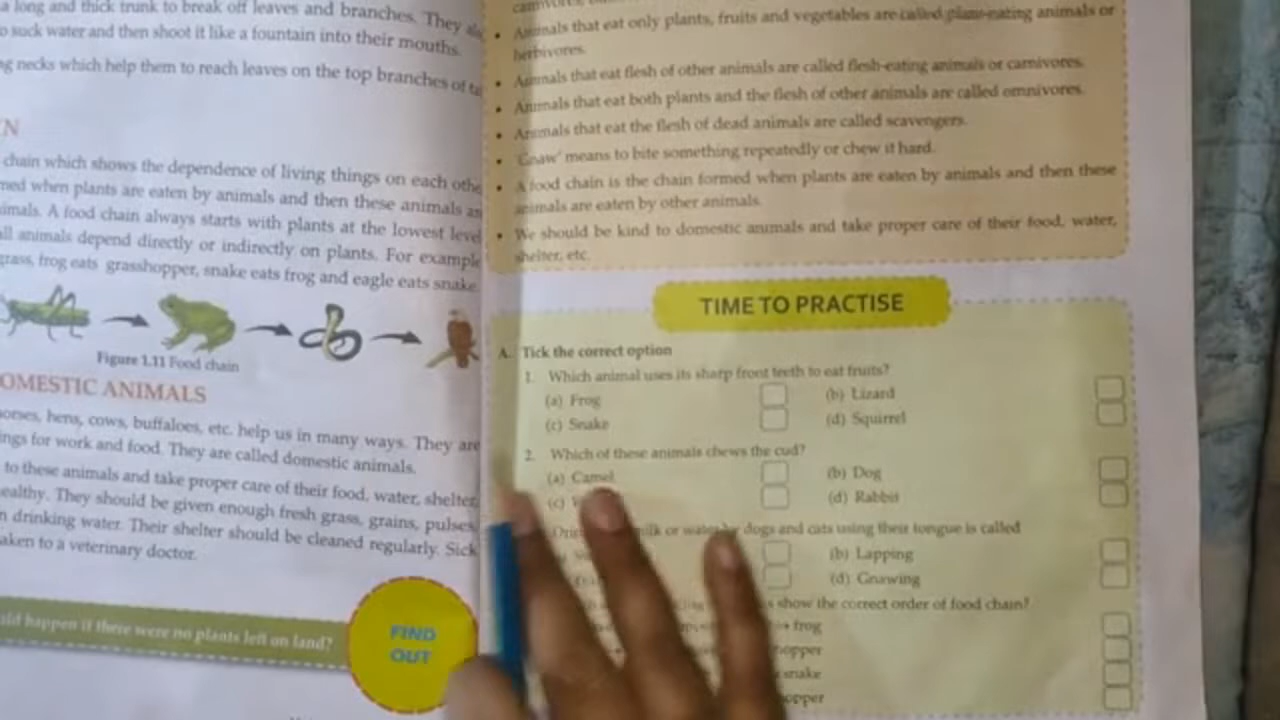 a long and thick trunk to break off leaves and branches. They
o suck water and then shoot it like a fountain into their mouths.
ng necks which help them to reach leaves on the top branches of
N
chain which shows the dependence of living things on each othe
med when plants are eaten by animals and then these animals
imals. A food chain always starts with plants at the lowest level
all animals depend directly or indirectly on plants. For example
grass, frog eats grasshopper, snake eats frog and eagle eats snake.
Figure 1.11 Food chain
OMESTIC ANIMALS
orses, hens, cows, buffaloes, etc. help us in many ways. They are
ings for work and food. They are called domestic animals.
to these animals and take proper care of their food, water, shelter,
ealthy. They should be given enough fresh grass, grains, pulses,
n drinking water. Their shelter should be cleaned regularly. Sick
aken to a veterinary doctor.
uld happen if there were no plants left on land?
FIND
OUT
• Animals that eat only plants, fruits and vegetables are called plant-eating animals or
herbivores.
• Animals that eat flesh of other animals are called flesh-eating animals or carnivores.
• Animals that eat both plants and the flesh of other animals are called omnivores.
• Animals that eat the flesh of dead animals are called scavengers.
• 'Gnaw' means to bite something repeatedly or chew it hard.
• A food chain is the chain formed when plants are eaten by animals and then these
animals are eaten by other animals.
• We should be kind to domestic animals and take proper care of their food, water,
shelter, etc.
TIME TO PRACTISE
A. Tick the correct option
1. Which animal uses its sharp front teeth to eat fruits?
(a) Frog (b) Lizard
(c) Snake (d) Squirrel
2. Which of these animals chews the cud?
(a) Camel (b) Dog
(c) (d) Rabbit
milk or water by dogs and cats using their tongue is called
(b) Lapping
(d) Gnawing
show the correct order of food chain?
→ frog
hopper
snake
opper